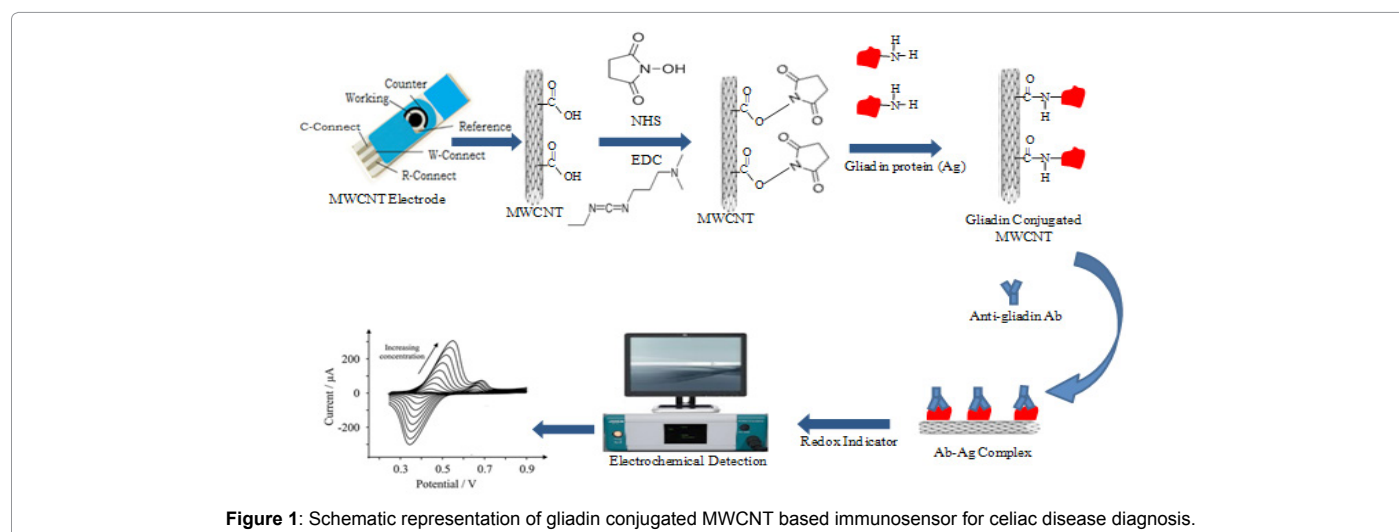 Counter
Working
C-Connect
Reference
W-Connect
R-Connect
MWCNT Electrode
O
C
OH
O
C
OH
MWCNT
O
N-OH
O
NHS
EDC
N
N=C=N
O
C
O
N
O
O
O
C
O
N
O
O
MWCNT
H
N-H
H
N-H
Gliadin protein (Ag)
O
C-N
H
O
C-N
H
Gliadin Conjugated
MWCNT
Anti-gliadin Ab
Ab-Ag Complex
Redox Indicator
Electrochemical Detection
Increasing
concentration
Current / µA
200
0
-200
0.3 0.5 0.7 0.9
Potential / V
Figure 1: Schematic representation of gliadin conjugated MWCNT based immunosensor for celiac disease diagnosis.